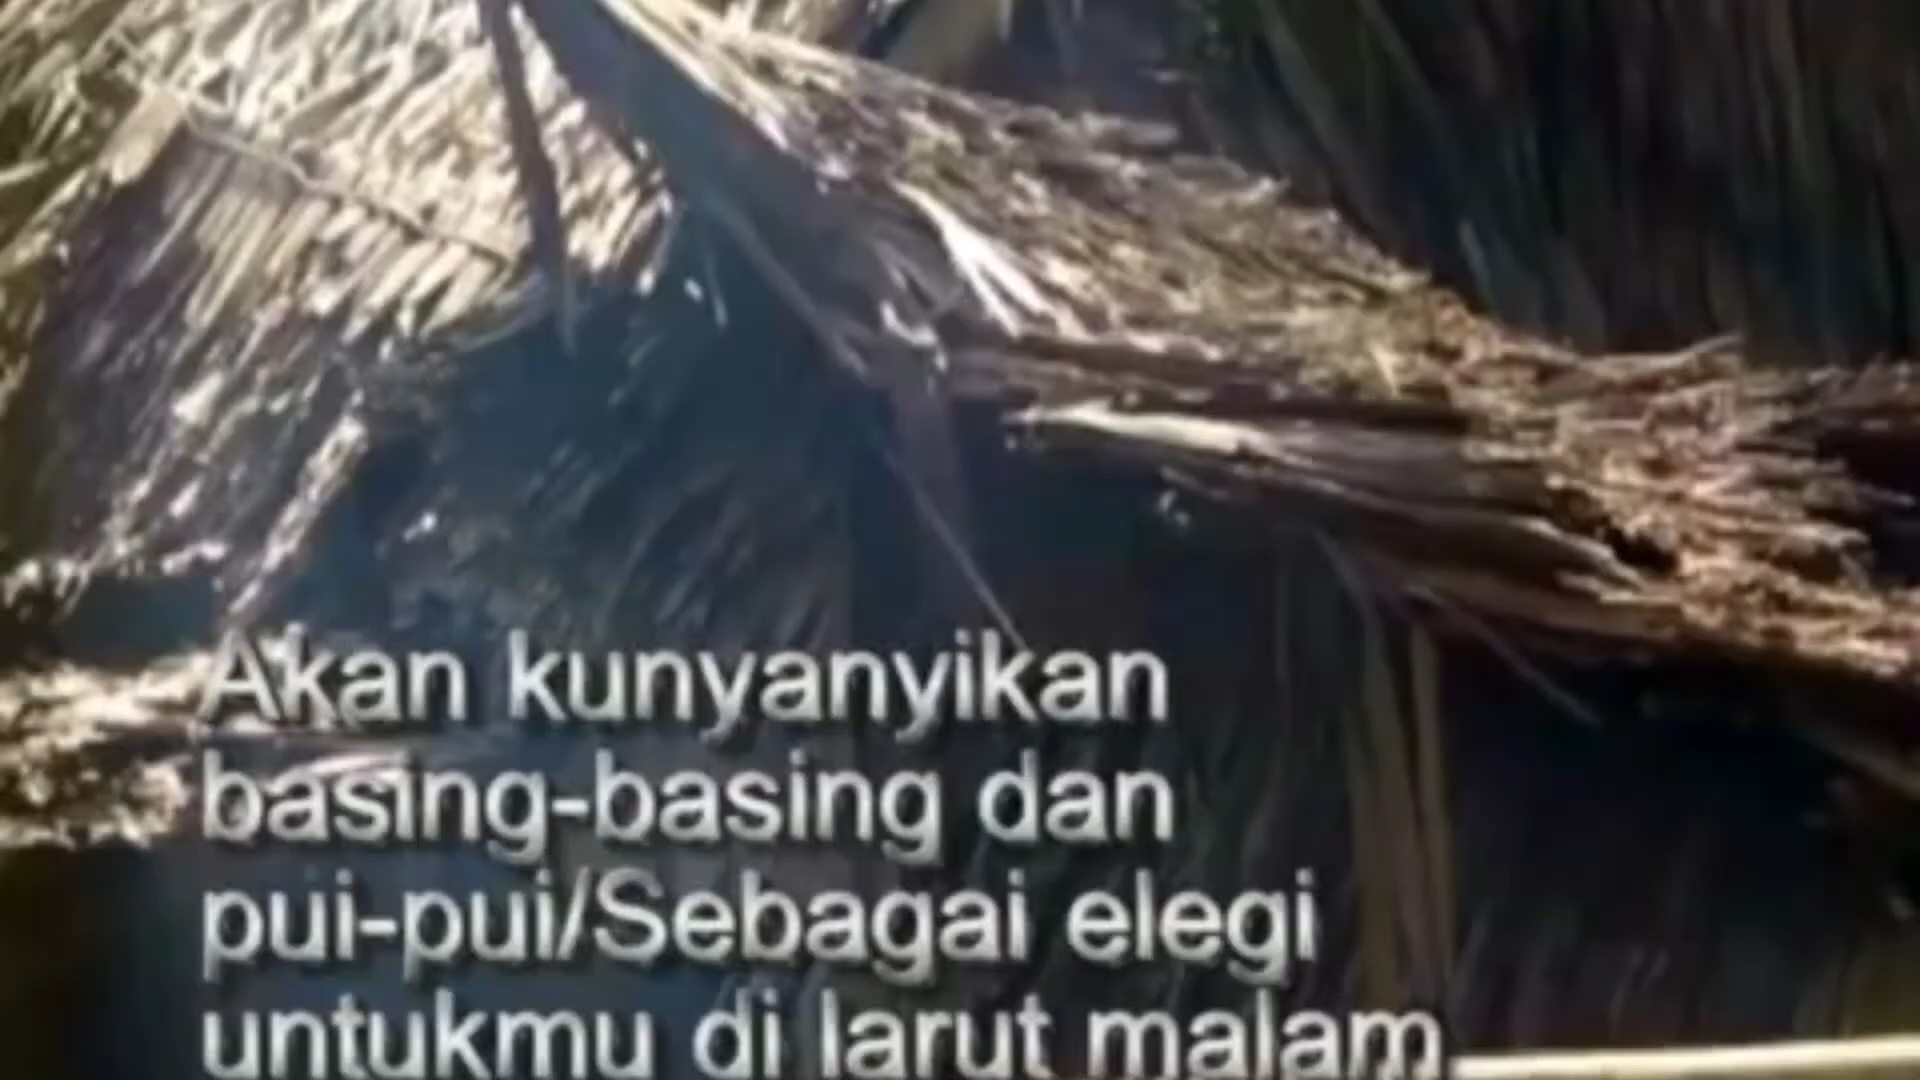 Akan kunyanyikan
basing-basing dan
pui-pui/Sebagai elegi
untukmu di larut malam